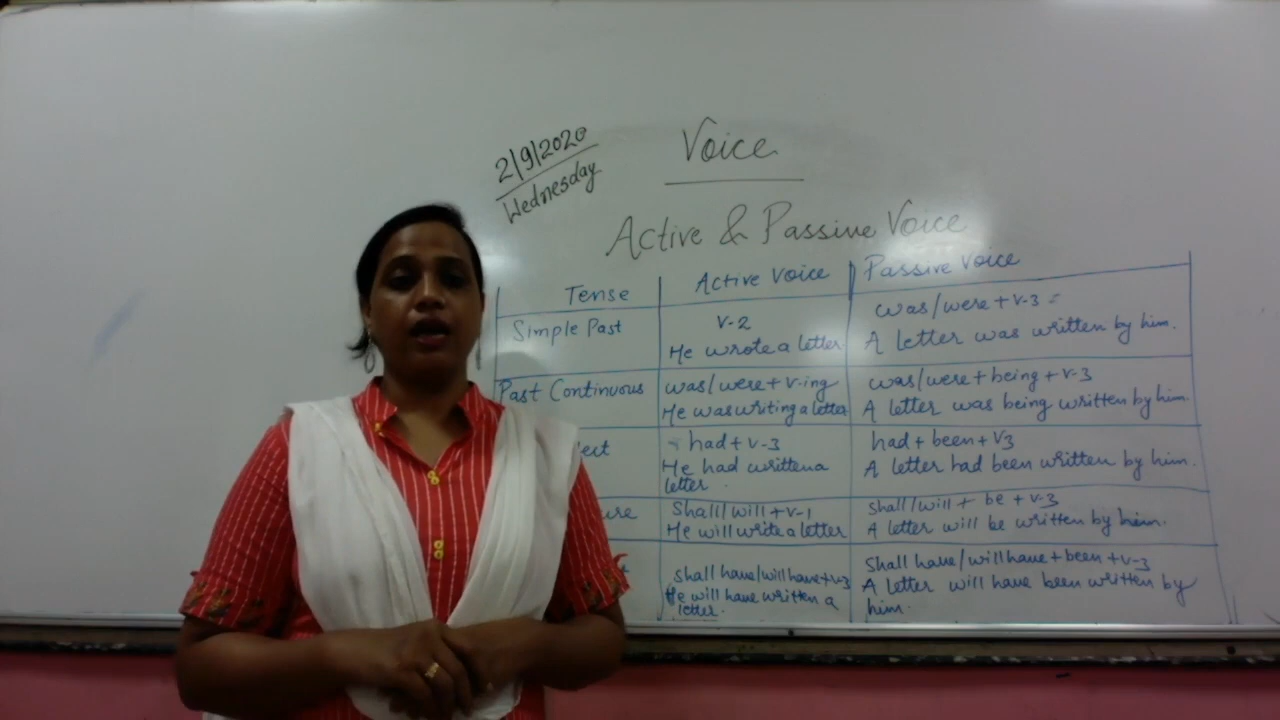 2/9/2020
Wednesday
Voice
Active & Passive Voice
Tense
Active Voice
Passive Voice
Simple Past
V-2
He wrote a letter.
was/were + v-3 =
A letter was written by him.
Past Continuous
was/were + v-ing
He was writing a letter
was/were + being + v-3
A letter was being written by him.
had + v-3
He had written a
letter.
had + been + v3
A letter had been written by him.
Shall/will + v-1
He will write a letter
shall/will + be + v-3
A letter will be written by him.
shall have/will have + v-3
He will have written a
letter.
Shall have/will have + been + v-3
A letter will have been written by
him.